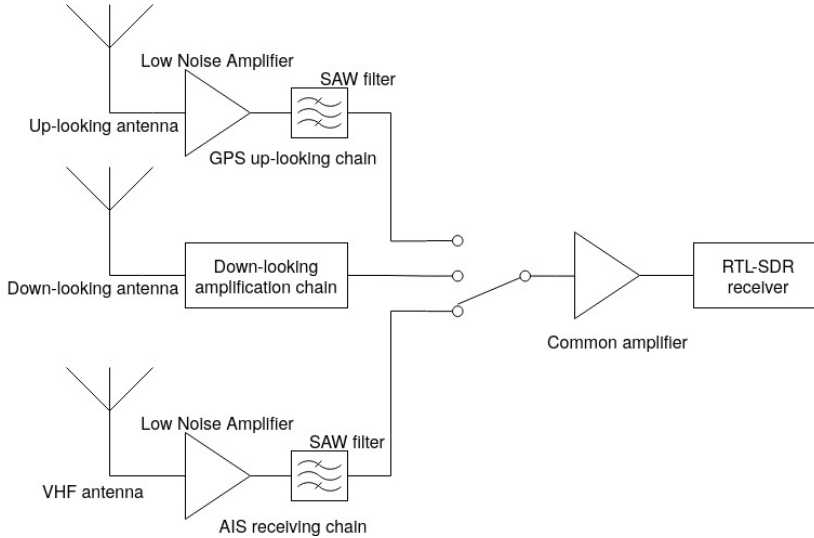 Low Noise Amplifier
SAW filter
Up-looking antenna
GPS up-looking chain
Down-looking
amplification chain
Down-looking antenna
RTL-SDR
receiver
Common amplifier
Low Noise Amplifier
SAW filter
VHF antenna
AIS receiving chain